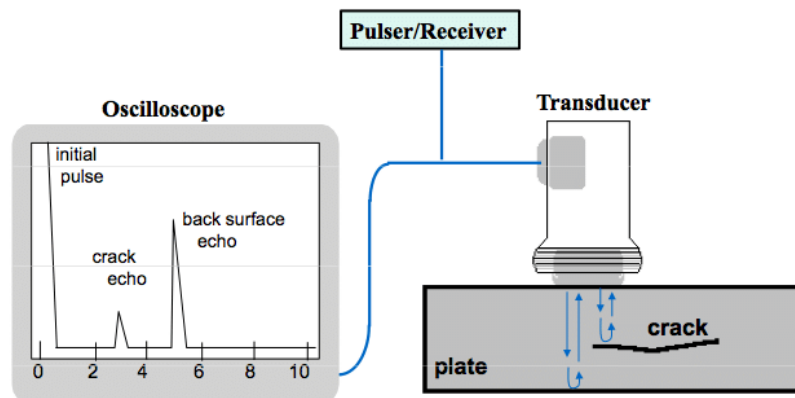 Pulser/Receiver
Oscilloscope
Transducer
initial
pulse
back surface
echo
crack
echo
0 2 4 6 8 10
crack
plate